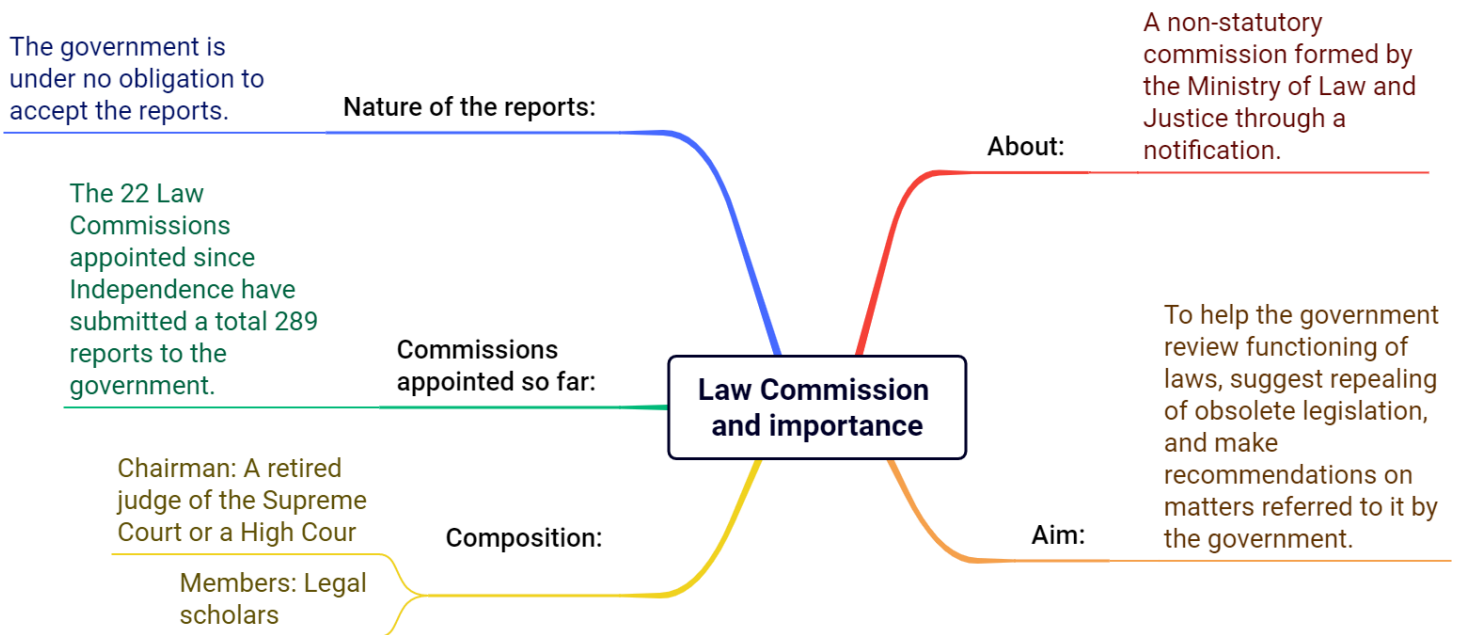 Law Commission
and importance
About:
A non-statutory
commission formed by
the Ministry of Law and
Justice through a
notification.
Aim:
To help the government
review functioning of
laws, suggest repealing
of obsolete legislation,
and make
recommendations on
matters referred to it by
the government.
Nature of the reports:
The government is
under no obligation to
accept the reports.
Commissions
appointed so far:
The 22 Law
Commissions
appointed since
Independence have
submitted a total 289
reports to the
government.
Composition:
Chairman: A retired
judge of the Supreme
Court or a High Cour
Members: Legal
scholars